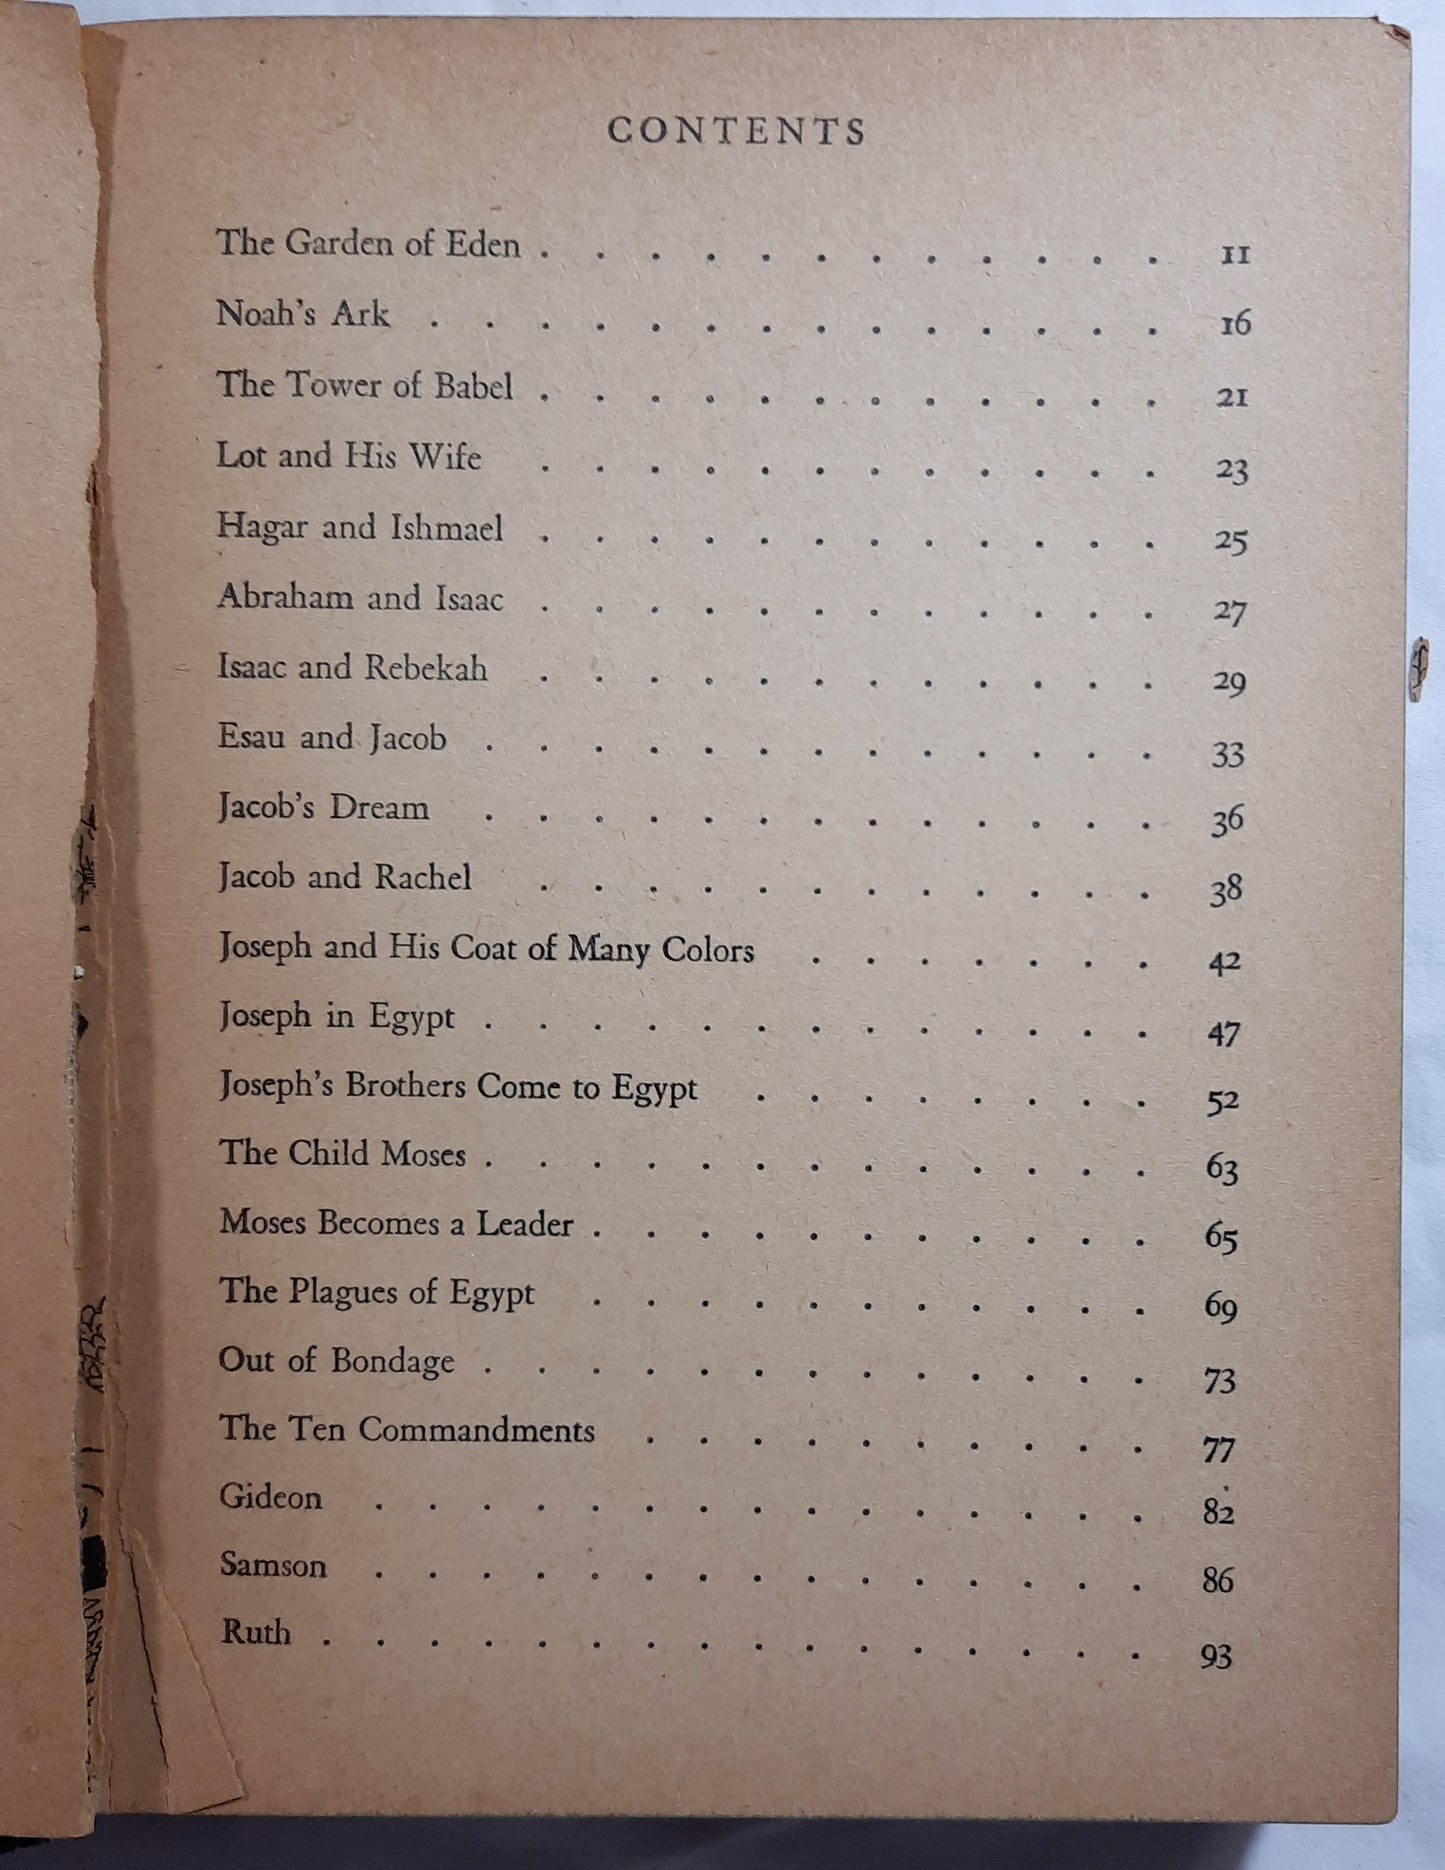 CONTENTS
The Garden of Eden . . . . . . . . . . . . 11
Noah's Ark . . . . . . . . . . . . . . 16
The Tower of Babel . . . . . . . . . . . . 21
Lot and His Wife . . . . . . . . . . . . 23
Hagar and Ishmael . . . . . . . . . . . . 25
Abraham and Isaac . . . . . . . . . . . . 27
Isaac and Rebekah . . . . . . . . . . . . 29
Esau and Jacob . . . . . . . . . . . . . 33
Jacob's Dream . . . . . . . . . . . . . 36
Jacob and Rachel . . . . . . . . . . . . 38
Joseph and His Coat of Many Colors . . . . . . . 42
Joseph in Egypt . . . . . . . . . . . . . 47
Joseph's Brothers Come to Egypt . . . . . . . . 52
The Child Moses . . . . . . . . . . . . . 63
Moses Becomes a Leader . . . . . . . . . . . 65
The Plagues of Egypt . . . . . . . . . . . 69
Out of Bondage . . . . . . . . . . . . . 73
The Ten Commandments . . . . . . . . . . 77
Gideon . . . . . . . . . . . . . . . 82
Samson . . . . . . . . . . . . . . . 86
Ruth . . . . . . . . . . . . . . . . 93